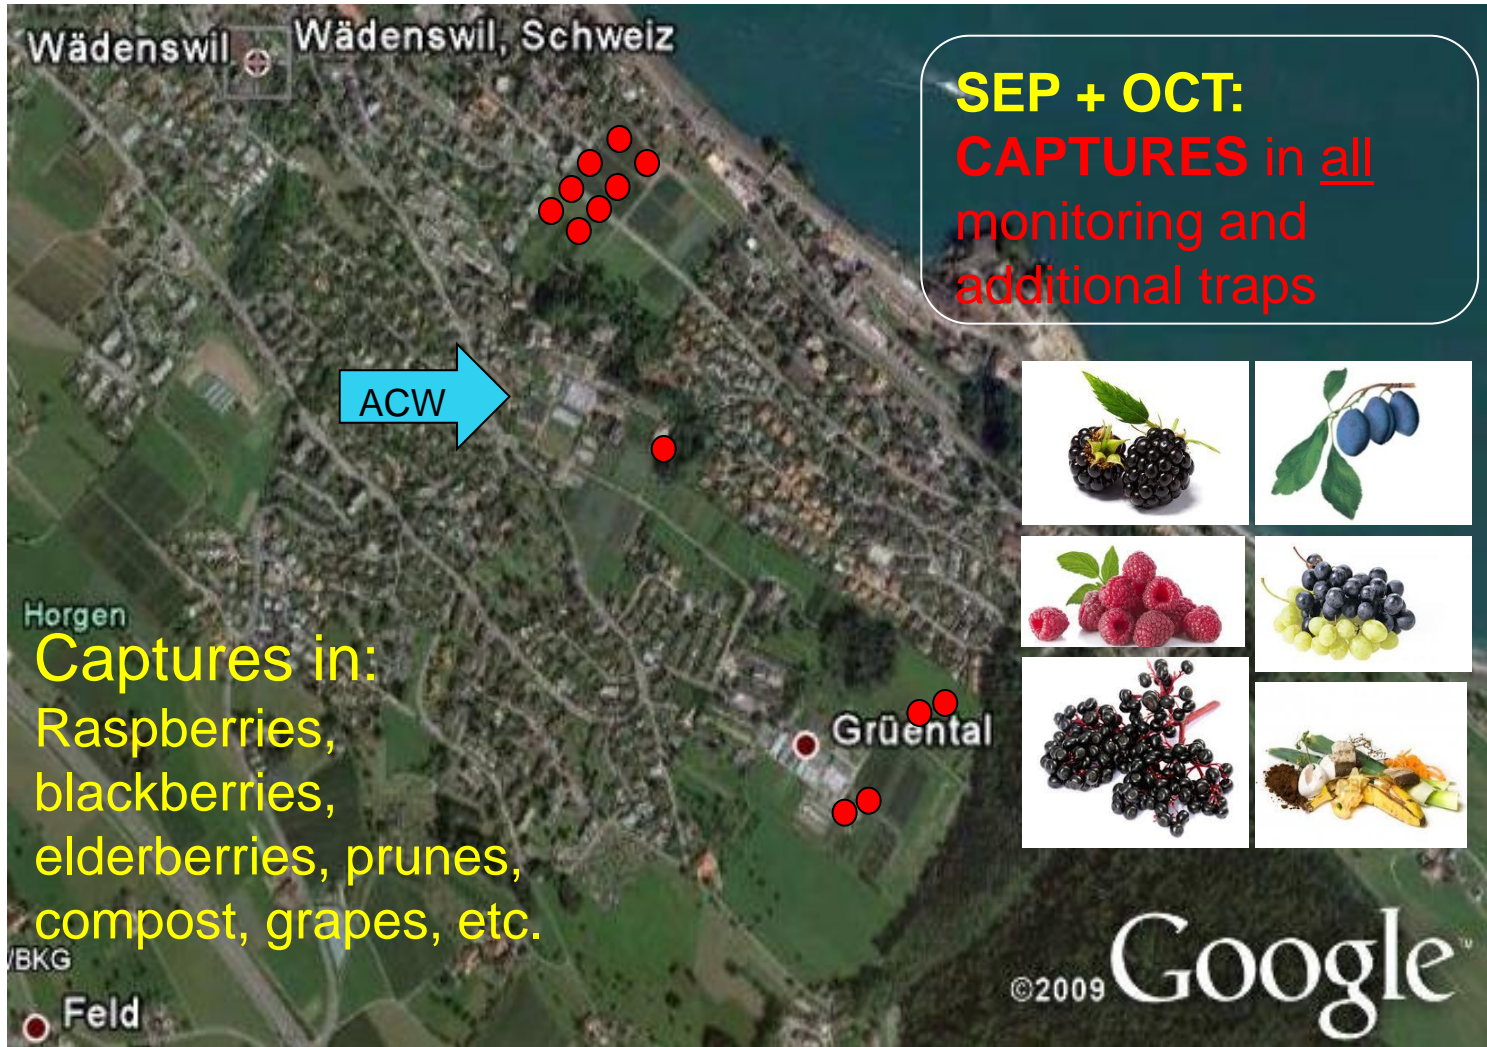 Wädenswil
Wädenswil, Schweiz
SEP + OCT:
CAPTURES in all
monitoring and
additional traps
ACW
Horgen
Captures in:
Raspberries,
blackberries,
elderberries, prunes,
compost, grapes, etc.
Grüental
/BKG
Feld
©2009 Google™